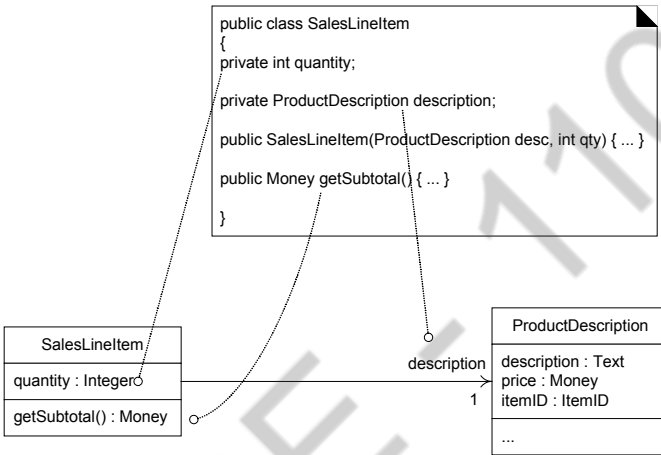 public class SalesLineItem
{
private int quantity;
private ProductDescription description;
public SalesLineItem(ProductDescription desc, int qty) { ... }
public Money getSubtotal() { ... }
}
SalesLineItem
quantity : Integer
getSubtotal() : Money
description
1
ProductDescription
description : Text
price : Money
itemID : ItemID
...
E - 110